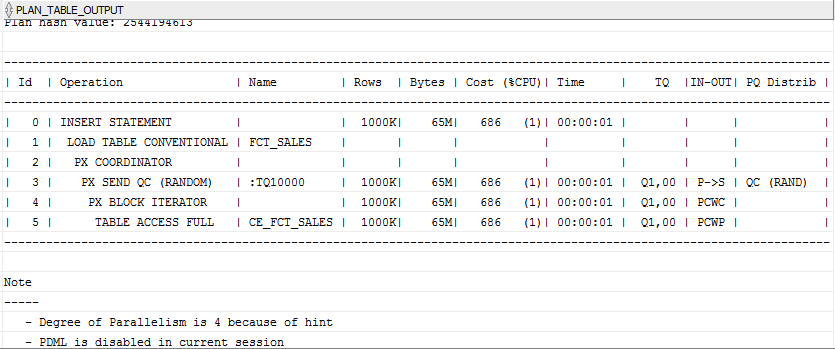 PLAN_TABLE_OUTPUT
Plan hash value: 2544194613
--------------------------------------------------------------------------------------------------------------------
| Id | Operation | Name | Rows | Bytes | Cost (%CPU)| Time | TQ |IN-OUT| PQ Distrib |
--------------------------------------------------------------------------------------------------------------------
| 0 | INSERT STATEMENT | | 1000K| 65M| 686 (1)| 00:00:01 | | | |
| 1 | LOAD TABLE CONVENTIONAL | FCT_SALES | | | | | | | |
| 2 | PX COORDINATOR | | | | | | | | |
| 3 | PX SEND QC (RANDOM) | :TQ10000 | 1000K| 65M| 686 (1)| 00:00:01 | Q1,00 | P->S | QC (RAND) |
| 4 | PX BLOCK ITERATOR | | 1000K| 65M| 686 (1)| 00:00:01 | Q1,00 | PCWC | |
| 5 | TABLE ACCESS FULL | CE_FCT_SALES | 1000K| 65M| 686 (1)| 00:00:01 | Q1,00 | PCWP | |
--------------------------------------------------------------------------------------------------------------------
Note
-----
- Degree of Parallelism is 4 because of hint
- PDML is disabled in current session